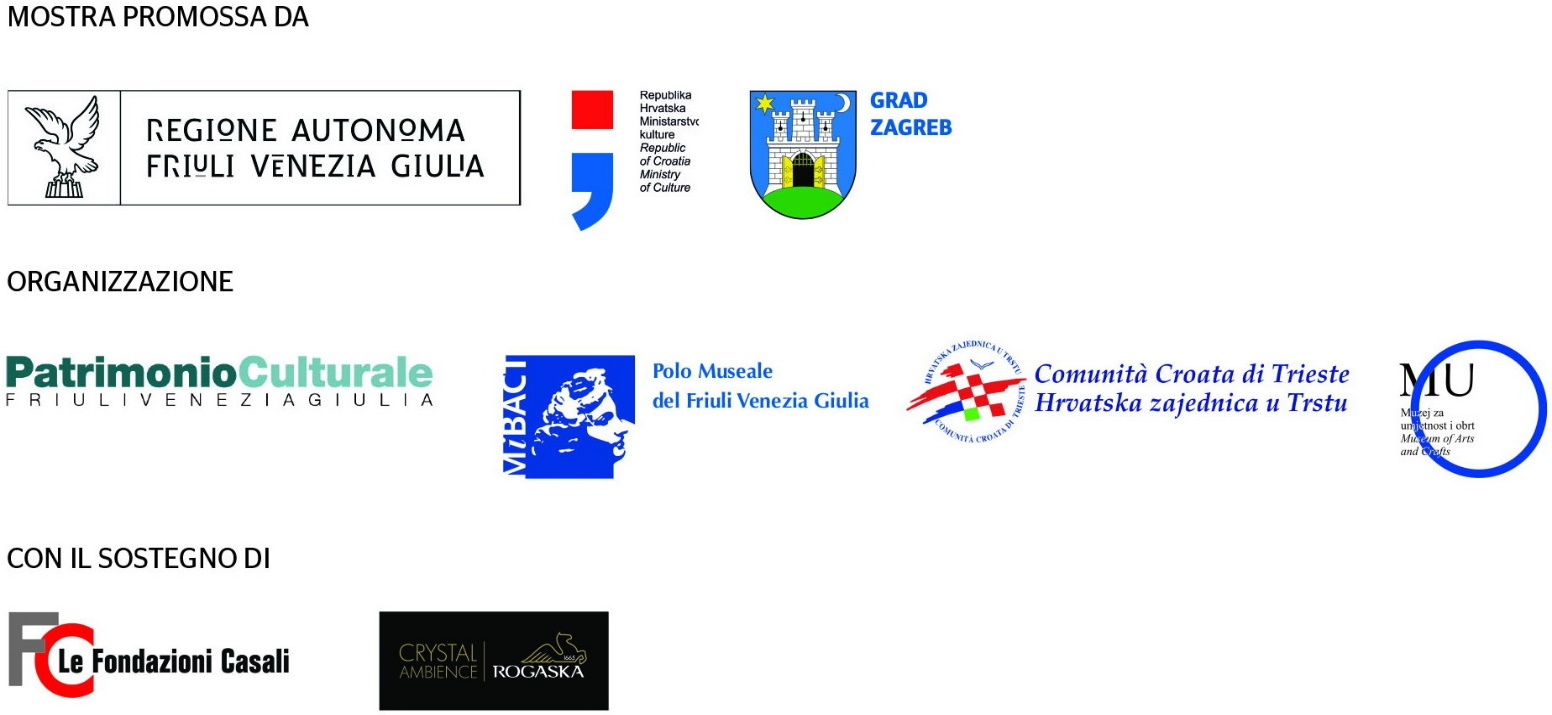 MOSTRA PROMOSSA DA
REGIONE AUTONOMA
FRIULI VENEZIA GIULIA
Republika
Hrvatska
Ministarstvo
kulture
Republic
of Croatia
Ministry
of Culture
GRAD
ZAGREB
ORGANIZZAZIONE
PatrimonioCulturale
FRIULIVENEZIAGIULIA
MiBACT
Polo Museale
del Friuli Venezia Giulia
HRVATSKA ZAJEDNICA U TRSTU
COMUNITÀ CROATA DI TRIESTE
Comunità Croata di Trieste
Hrvatska zajednica u Trstu
MU
Muzej za
umjetnost i obrt
Museum of Arts
and Crafts
CON IL SOSTEGNO DI
FC
Le Fondazioni Casali
CRYSTAL
AMBIENCE
1665
ROGASKA